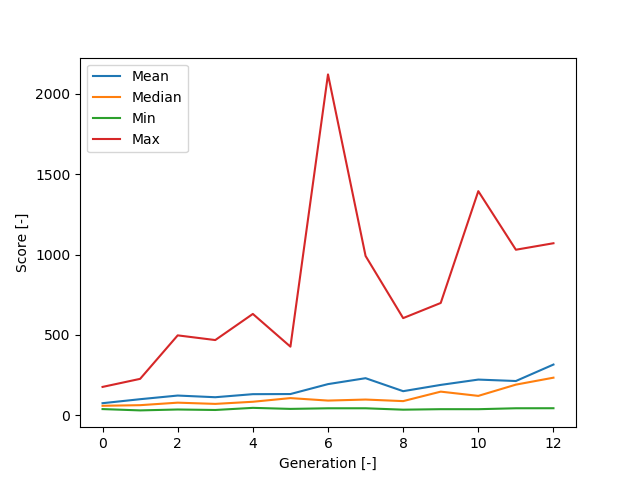 Mean
Median
Min
Max
2000
1500
1000
500
0
Score [-]
0 2 4 6 8 10 12
Generation [-]